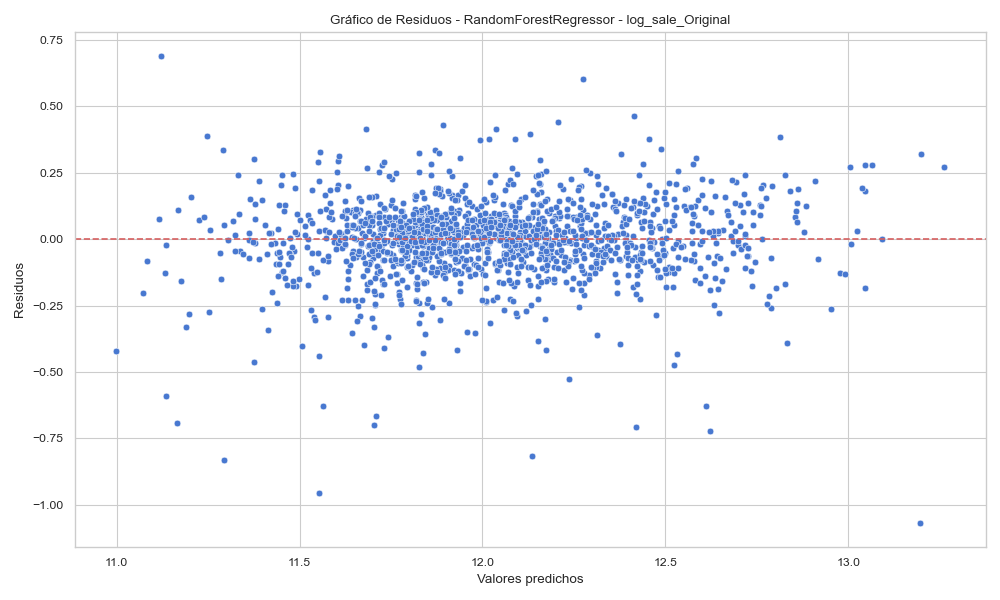 Gráfico de Residuos - RandomForestRegressor - log_sale_Original
0.75
0.50
0.25
0.00
−0.25
−0.50
−0.75
−1.00
Residuos
11.0 11.5 12.0 12.5 13.0
Valores predichos